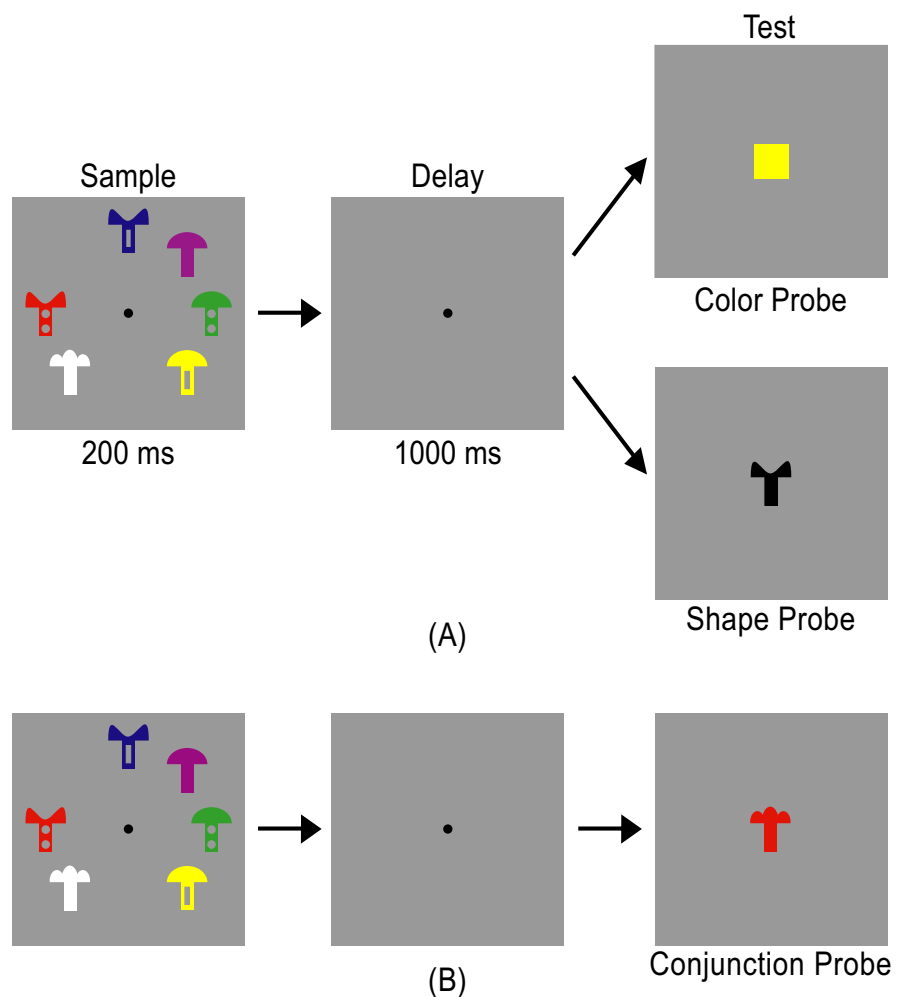 Test
Sample
Delay
Color Probe
200 ms
1000 ms
Shape Probe
(A)
Conjunction Probe
(B)